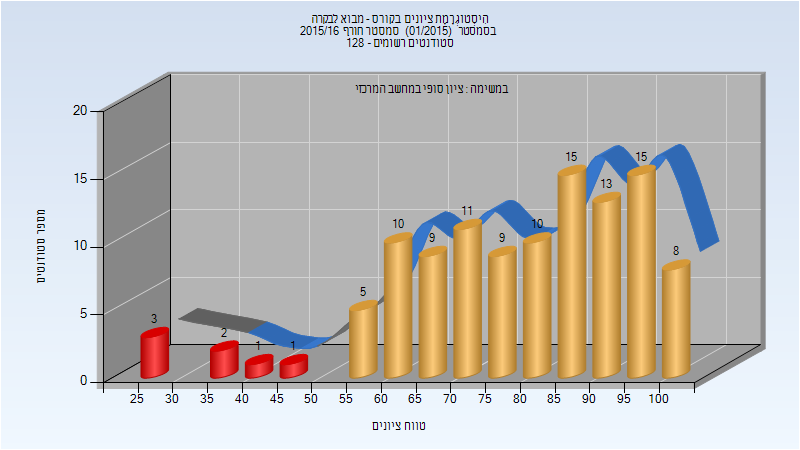 היסטוגרמת ציונים בקורס - מבוא לבקרה
בסמסטר (01/2015) סמסטר חורף 2015/16
סטודנטים רשומים - 128
במשימה : ציון סופי במחשב המרכזי
מספר סטודנטים
20
15
10
5
0
3
2
1
1
5
10
9
11
9
10
15
13
15
8
25 30 35 40 45 50 55 60 65 70 75 80 85 90 95 100
טווח ציונים